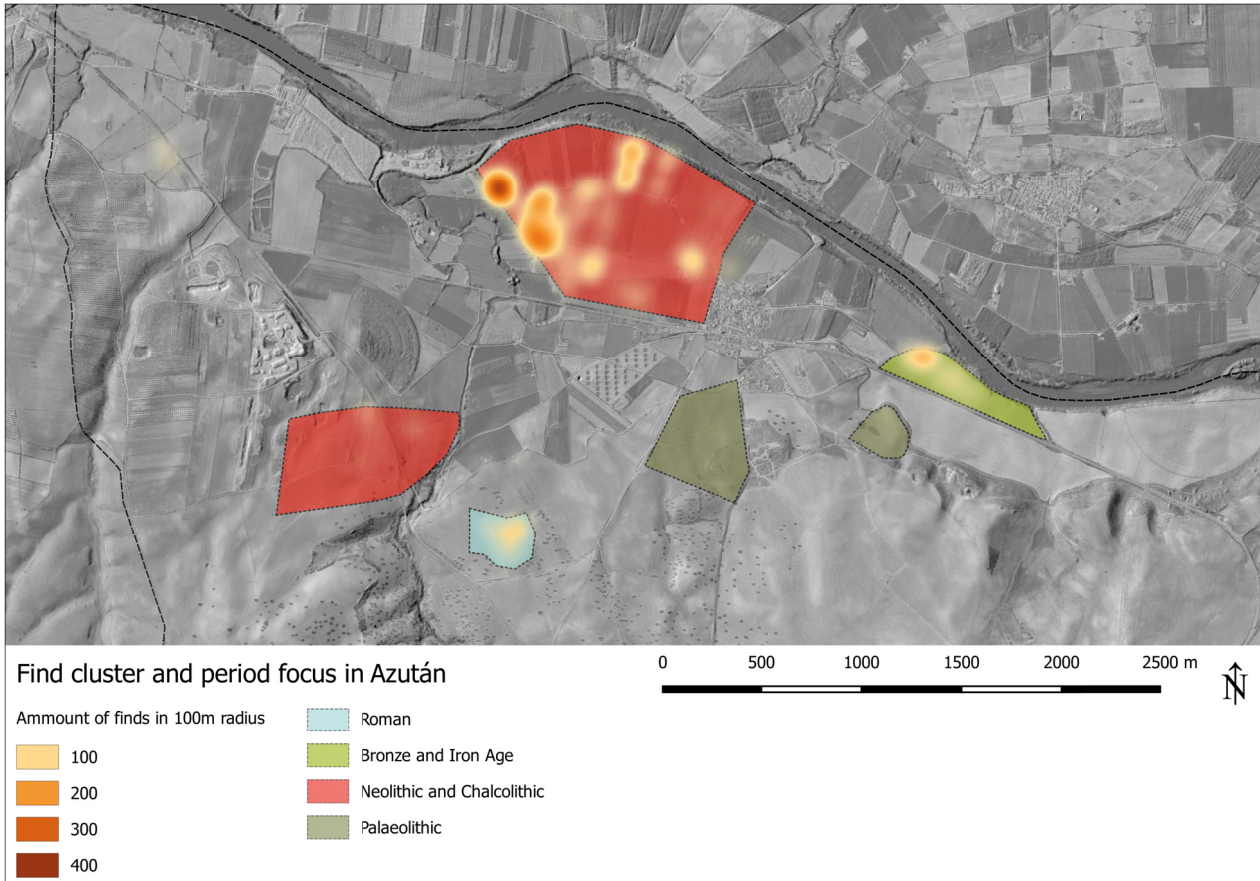 Find cluster and period focus in Azután
0 500 1000 1500 2000 2500 m
N
Ammount of finds in 100m radius
100
200
300
400
Roman
Bronze and Iron Age
Neolithic and Chalcolithic
Palaeolithic